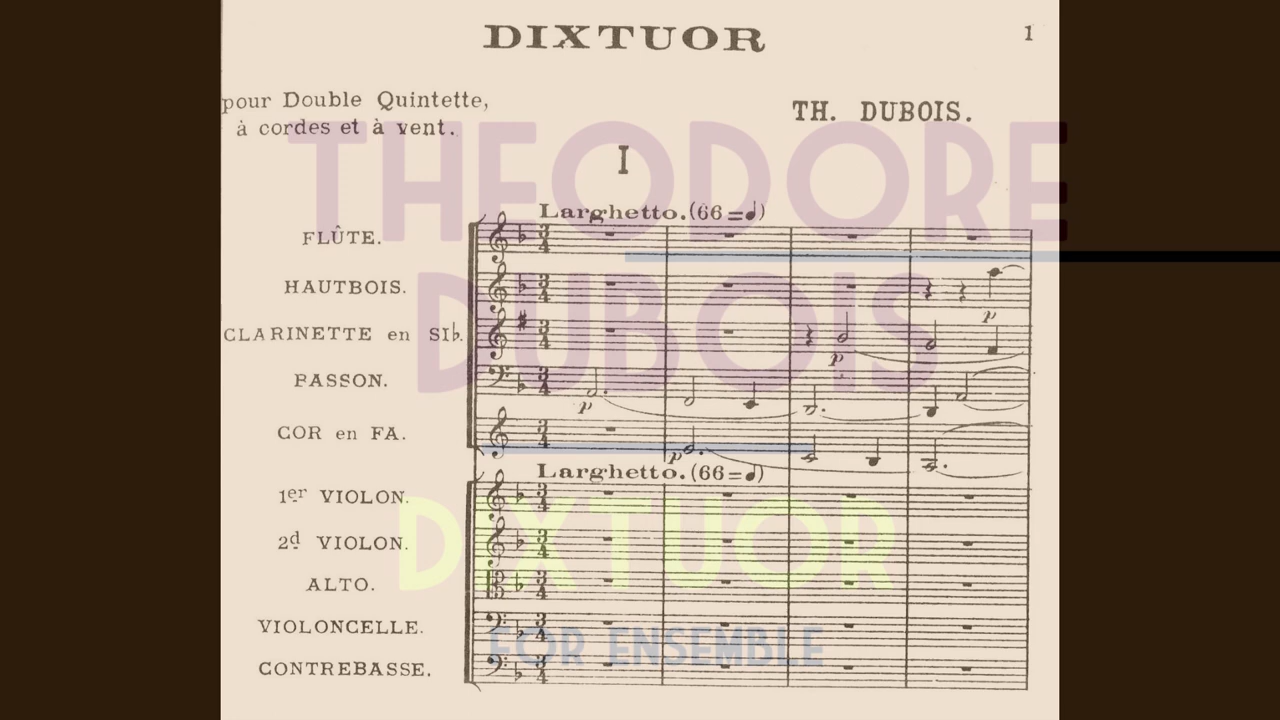 DIXTUOR
1
pour Double Quintette,
à cordes et à vent.
TH. DUBOIS.
THEODORE
DUBOIS
DIXTUOR
FOR ENSEMBLE
I
Larghetto. (66 = ♩)
FLÛTE.
HAUTBOIS.
p
CLARINETTE en SI♭.
p
BASSON.
p
COR en FA.
p
Larghetto. (66 = ♩)
1er VIOLON.
2d VIOLON.
ALTO.
VIOLONCELLE.
CONTREBASSE.